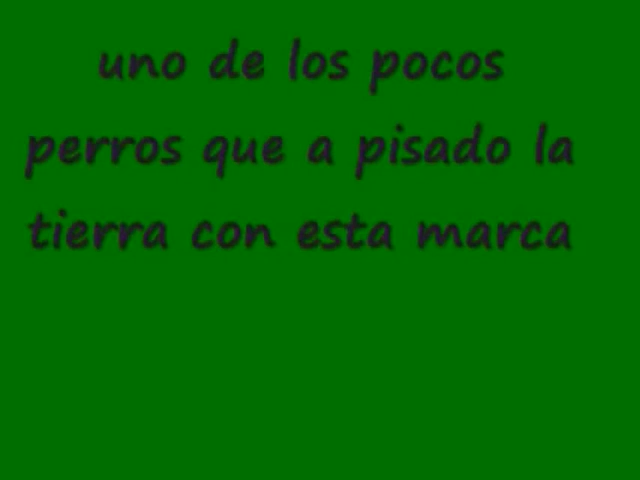 uno de los pocos
perros que a pisado la
tierra con esta marca